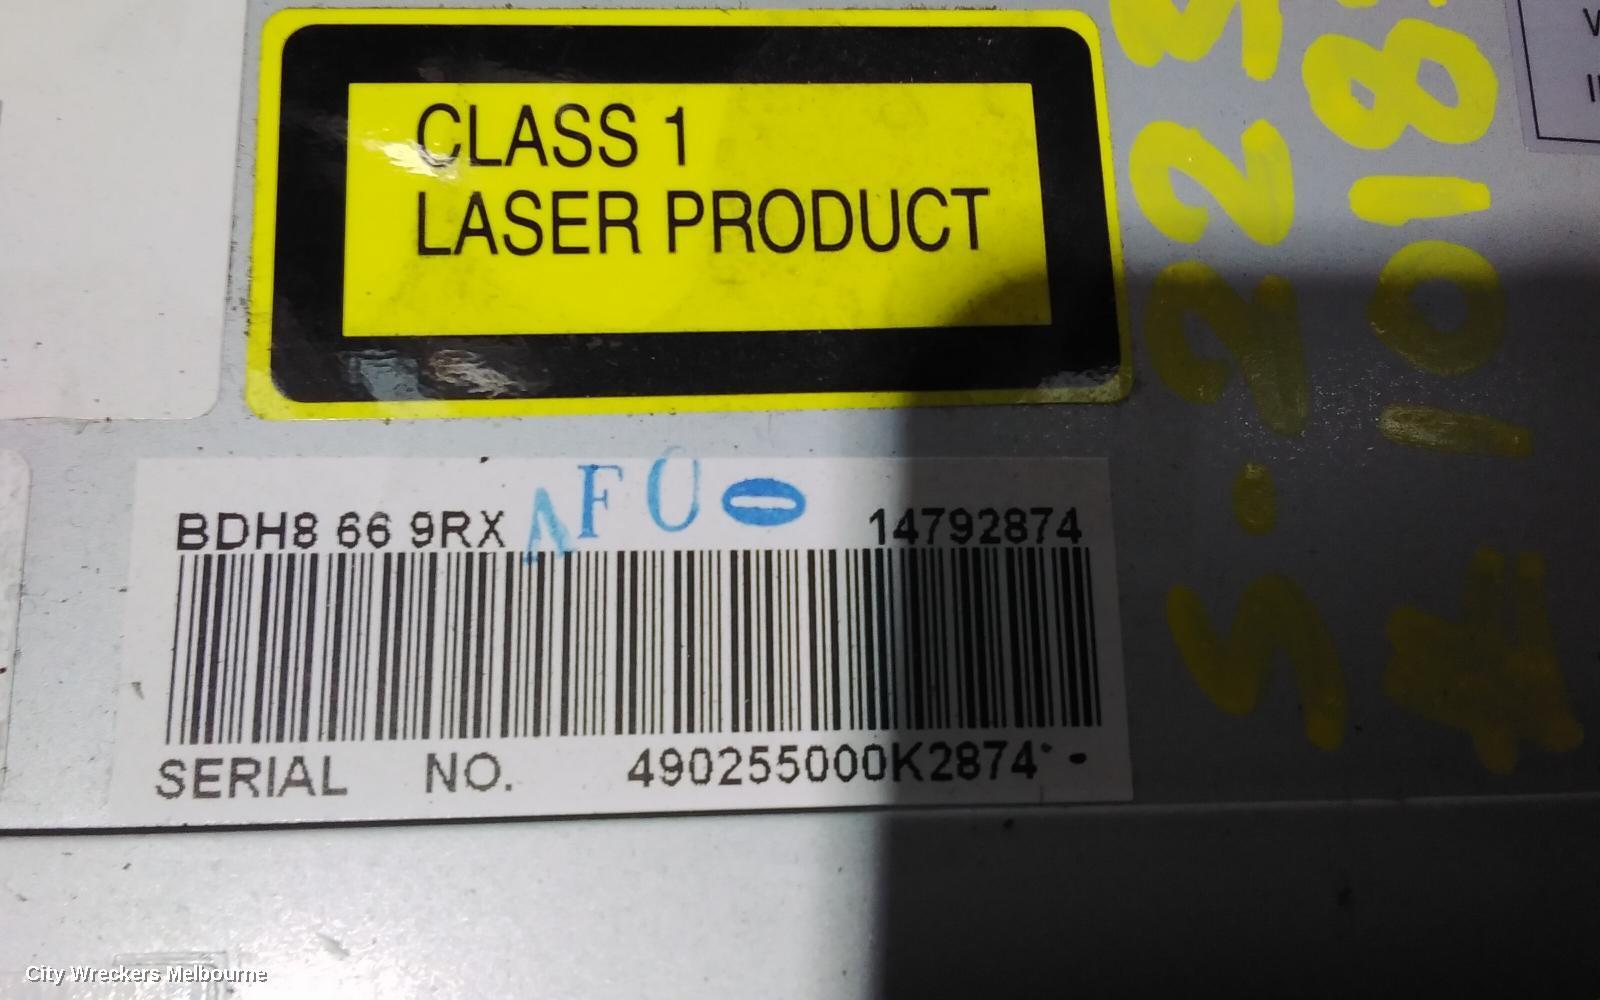 CLASS 1
LASER PRODUCT
BDH8 66 9RX
AFO
14792874
SERIAL NO. 490255000K2874
City Wreckers Melbourne